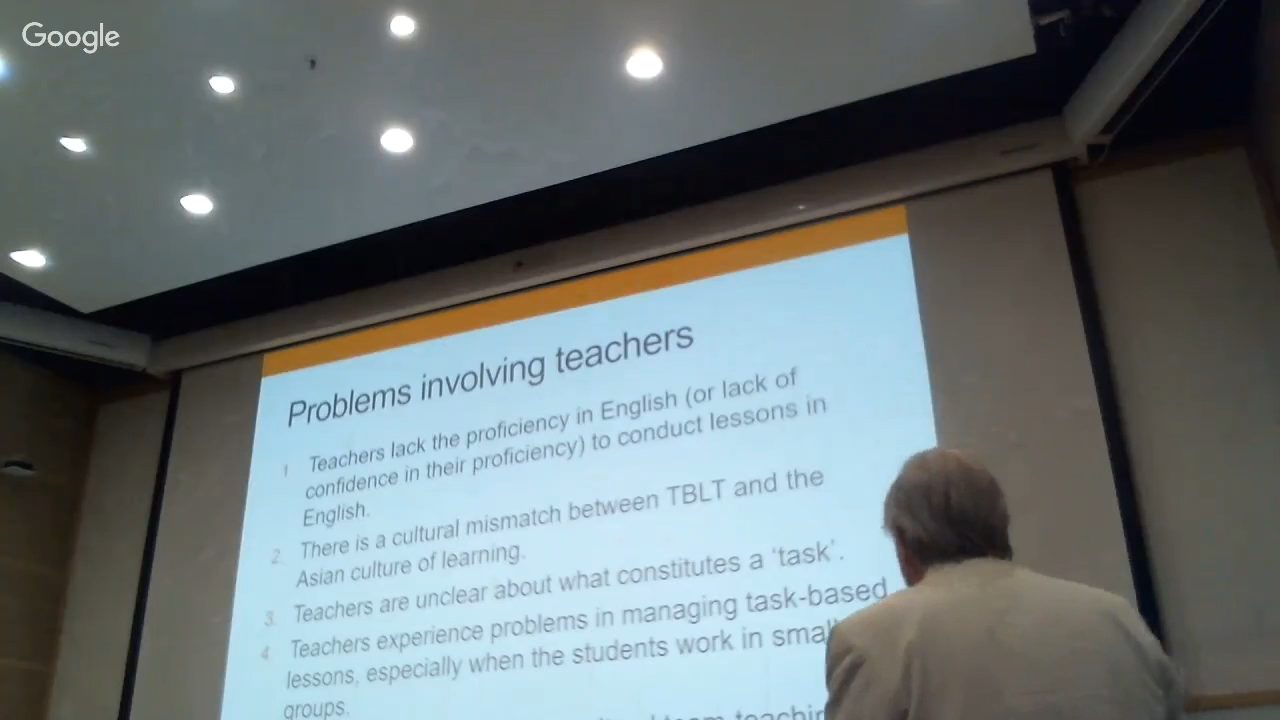 Google
Problems involving teachers
1 Teachers lack the proficiency in English (or lack of
confidence in their proficiency) to conduct lessons in
English.
2. There is a cultural mismatch between TBLT and the
Asian culture of learning.
3. Teachers are unclear about what constitutes a ‘task’.
4. Teachers experience problems in managing task-based
lessons, especially when the students work in small
groups.
team teaching